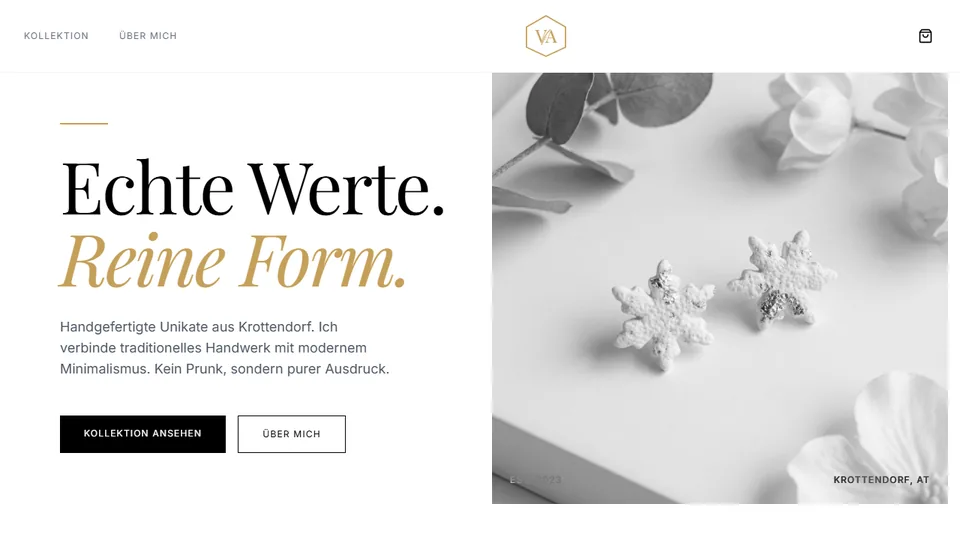 KOLLEKTION
ÜBER MICH
VA
Echte Werte.
Reine Form.
Handgefertigte Unikate aus Krottendorf. Ich
verbinde traditionelles Handwerk mit modernem
Minimalismus. Kein Prunk, sondern purer Ausdruck.
KOLLEKTION ANSEHEN
ÜBER MICH
KROTTENDORF, AT